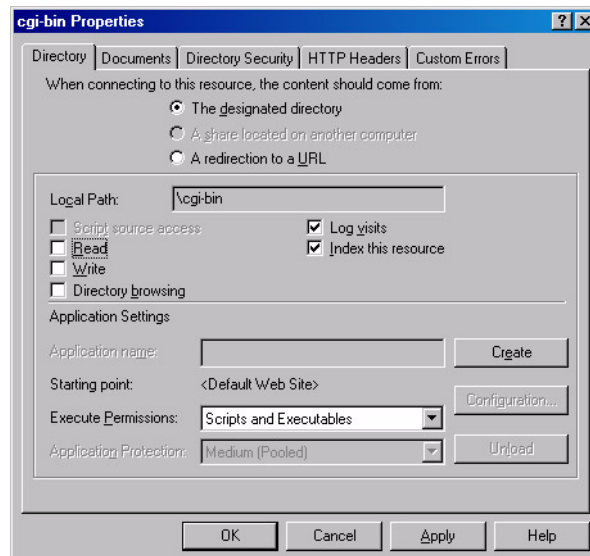 cgi-bin Properties
Directory Documents Directory Security HTTP Headers Custom Errors
When connecting to this resource, the content should come from:
The designated directory
A share located on another computer
A redirection to a URL
Local Path: \cgi-bin
Script source access Log visits
Read Index this resource
Write
Directory browsing
Application Settings
Application name: Create
Starting point: <Default Web Site> Configuration...
Execute Permissions: Scripts and Executables
Application Protection: Medium (Pooled) Unload
OK Cancel Apply Help